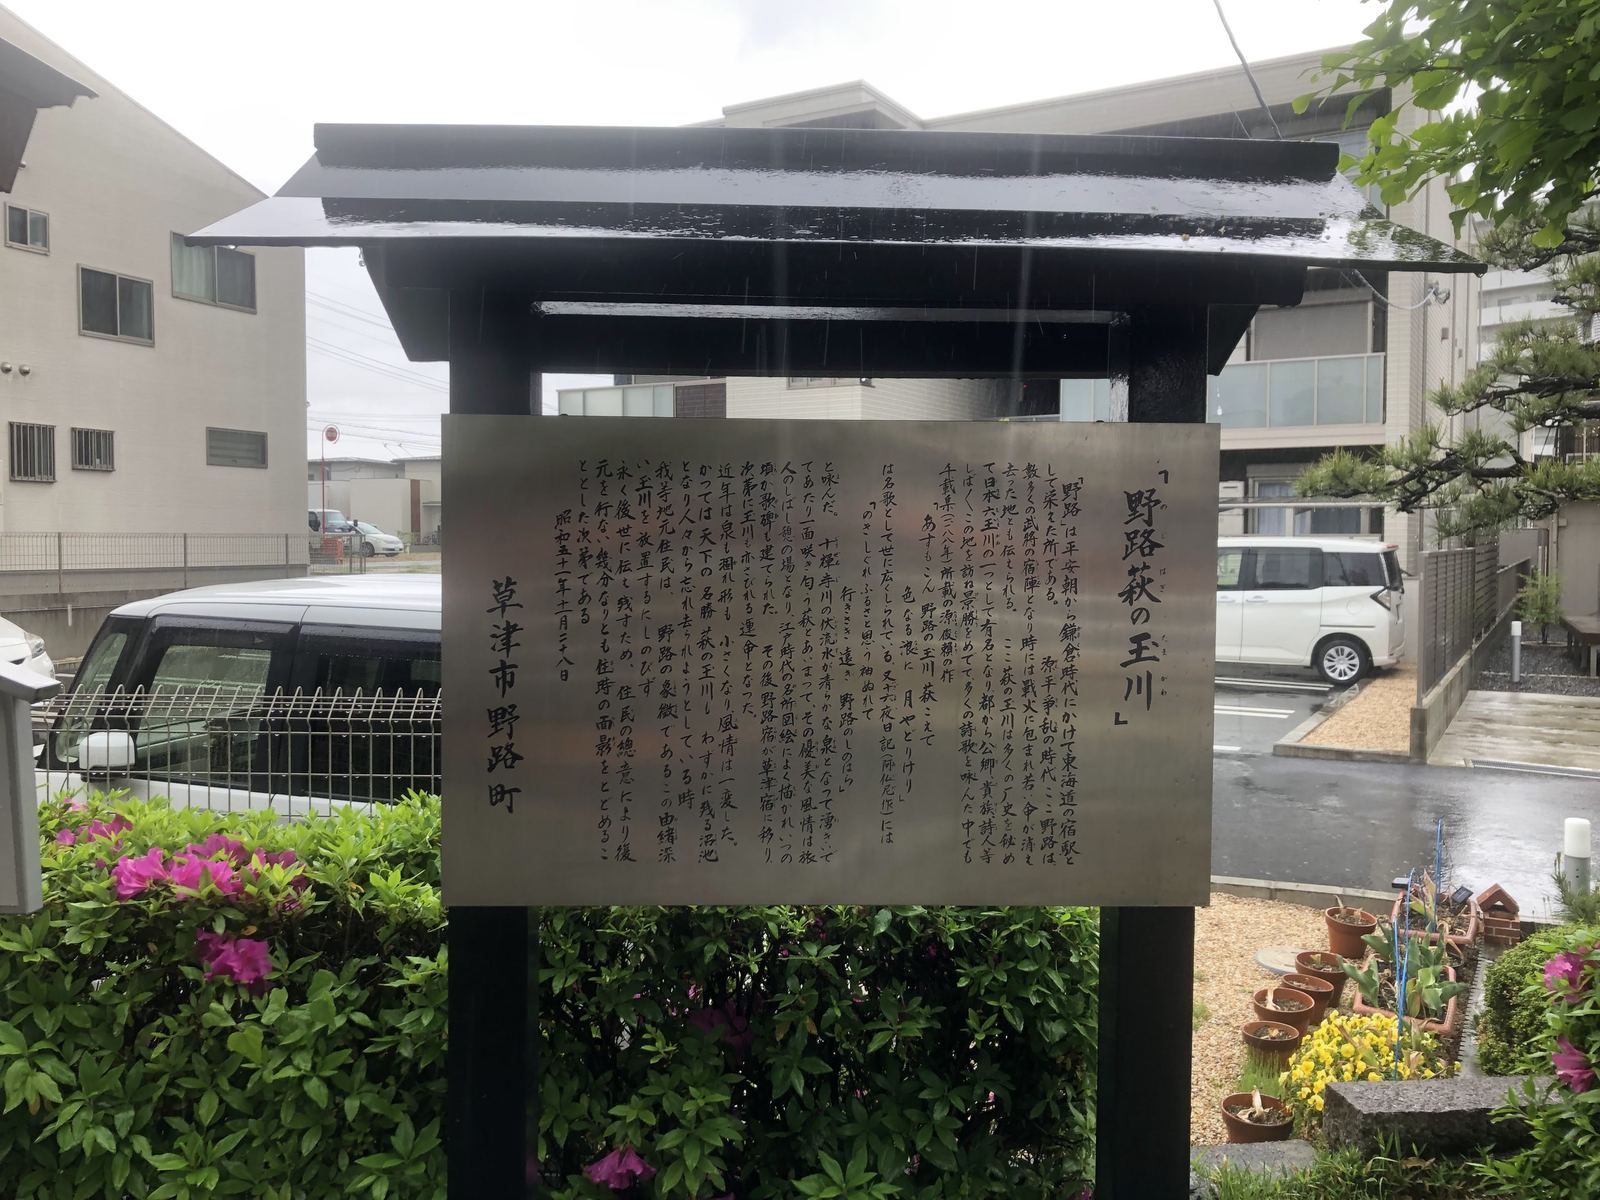 「野路萩の玉川」
の じ はぎ たま かわ
「野路」は平安朝から鎌倉時代にかけて東海道の宿駅と
して栄えた所である。 源平争乱の時代、ここ野路は、
数多くの武将の宿陣となり時には戦火に包まれ若い命が消え
去った地とも伝えられる。 ここ萩の玉川は多くの歴史を秘め
て日本六玉川の一つとして有名となり都から公卿、貴族詩人等
しばしばこの地を訪ね景勝をめでて多くの詩歌を咏んだ中でも
千載集(一一八八年)所載の源俊頼の作
「あすもこん 野路の玉川 萩こえて
色なる浪に 月やどりけり」
は名歌として世に広くしられている、又十六夜日記(阿仏尼作)には
「のきしぐれふるさと思う袖ぬれて
行きさき遠き 野路のしのはら
と咏んだ。 十禅寺川の伏流水が清らかな泉となって湧きいで
てあたり一面咲き匂う萩とあいまって、その優美な風情は旅
人のしばし憩の場となり、江戸時代の名所図絵によく描かれいつの
頃か歌碑も建てられた。 その後野路宿が草津宿に移り、
次第に玉川も亦さびれる運命となった。
近年は泉も涸れ形も 小さくなり風情は一変した。
かつては天下の名勝 萩の玉川も わずかに残る沼池
となり人々から忘れ去られようとしている時
我等地元住民は、 野路の象徴であるこの由緒深
い玉川を放置するにしのびず
永く後世に伝え残すため、住民の總意により復
元を行ない幾分なりとも往時の面影をとどめるこ
ととした次第である
昭和五十一年十一月二十八日
草津市野路町